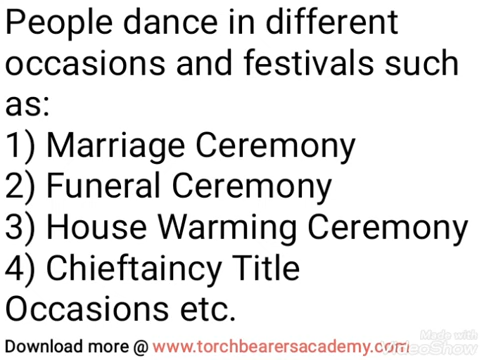 People dance in different
occasions and festivals such
as:
1) Marriage Ceremony
2) Funeral Ceremony
3) House Warming Ceremony
4) Chieftaincy Title
Occasions etc.
Download more @ www.torchbearersacademy.com
Made with
VideoShow